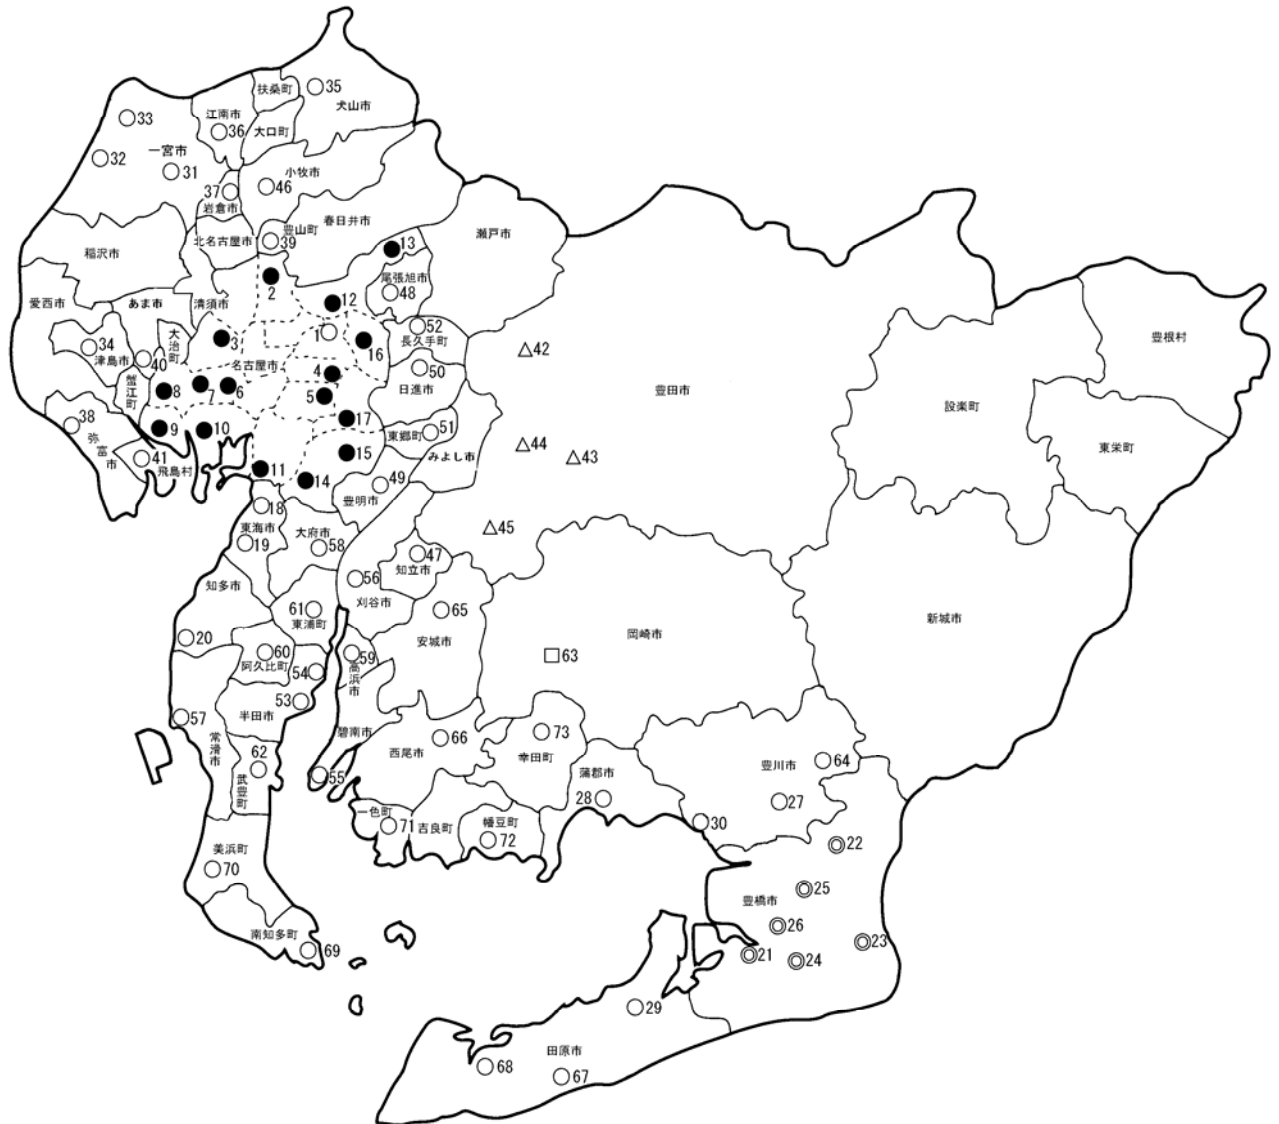 扶桑町
35
犬山市
江南市
36
大口町
33
一宮市
32
31
小牧市
37
46
岩倉市
豊山町
春日井市
39
北名古屋市
13
瀬戸市
稲沢市
尾張旭市
48
2
12
愛西市
あま市
清須市
大治町
3
1
16
52
長久手町
34
津島市
40
名古屋市
4
50
日進市
42
豊田市
豊根村
設楽町
東栄町
蟹江町
8
7
6
5
17
38
弥富市
9
10
東郷町
51
みよし市
44
43
41
飛島村
11
14
15
49
豊明市
18
東海市
19
大府市
58
45
47
知立市
知多市
56
刈谷市
61
東浦町
65
安城市
岡崎市
新城市
20
60
阿久比町
54
59
高浜市
63
53
57
半田市
常滑市
碧南市
西尾市
66
73
幸田町
蒲郡市
28
豊川市
64
27
62
武豊町
55
一色町
71
吉良町
幡豆町
72
30
22
美浜町
70
25
豊橋市
26
23
21
24
南知多町
69
29
田原市
68
67